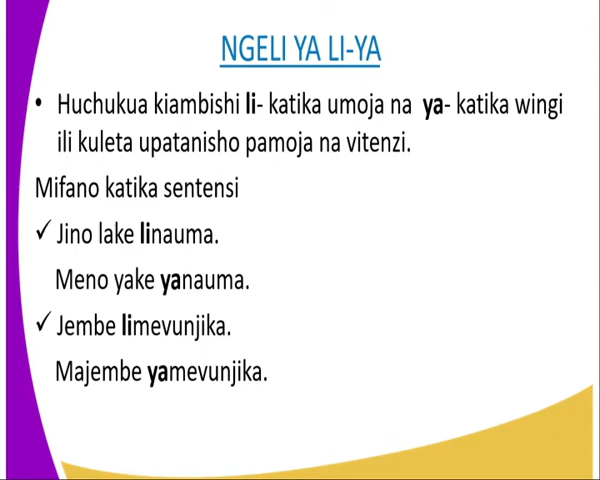 NGELI YA LI-YA
• Huchukua kiambishi li- katika umoja na ya- katika wingi
ili kuleta upatanisho pamoja na vitenzi.
Mifano katika sentensi
✓ Jino lake linauma.
Meno yake yanauma.
✓ Jembe limevunjika.
Majembe yamevunjika.